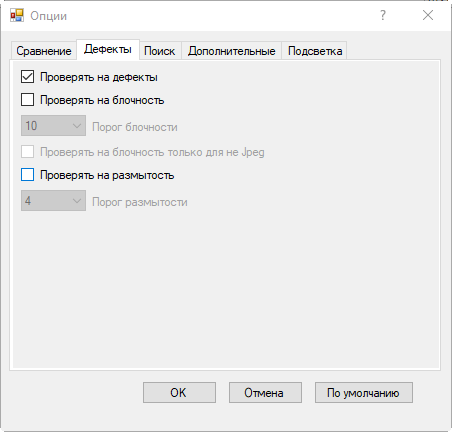 Опции
?
Сравнение Дефекты Поиск Дополнительные Подсветка
Проверять на дефекты
Проверять на блочность
10 Порог блочности
Проверять на блочность только для не Jpeg
Проверять на размытость
4 Порог размытости
OK Отмена По умолчанию